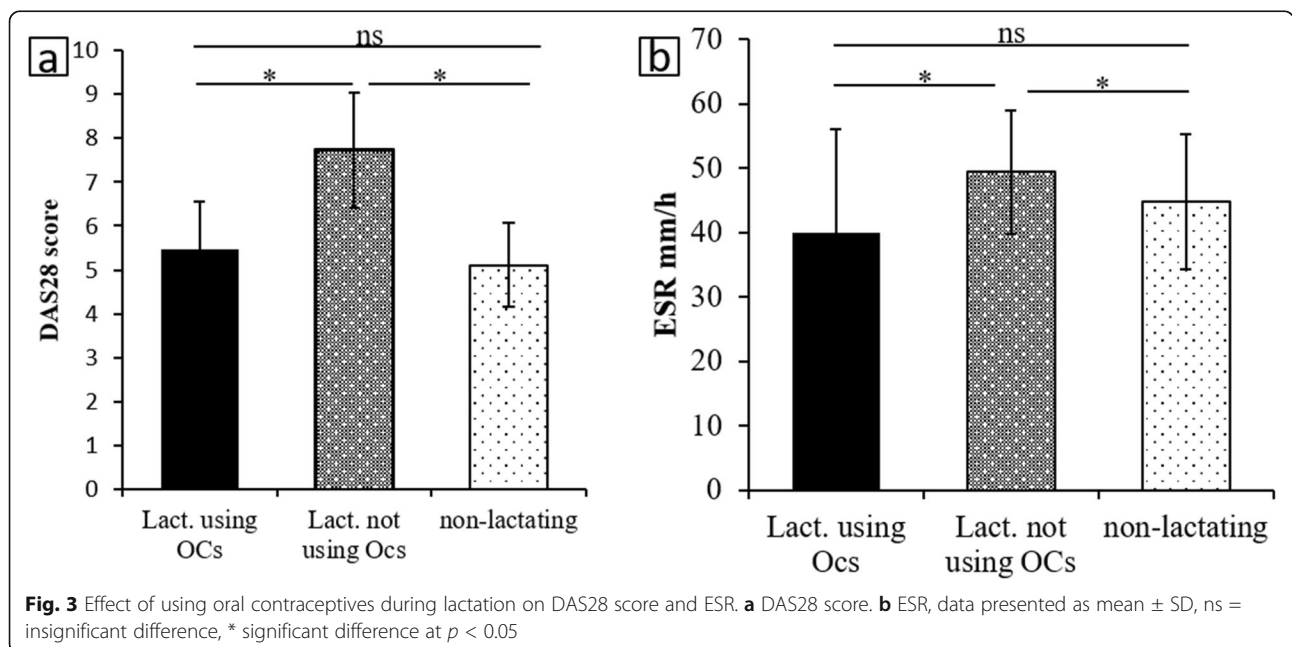 a
ns
*
*
10
9
8
7
6
5
4
3
2
1
0
DAS28 score
Lact. using
OCs
Lact. not
using Ocs
non-lactating
b
ns
*
*
70
60
50
40
30
20
10
0
ESR mm/h
Lact. using
Ocs
Lact. not
using OCs
non-lactating
Fig. 3 Effect of using oral contraceptives during lactation on DAS28 score and ESR. a DAS28 score. b ESR, data presented as mean ± SD, ns =
insignificant difference, * significant difference at p < 0.05